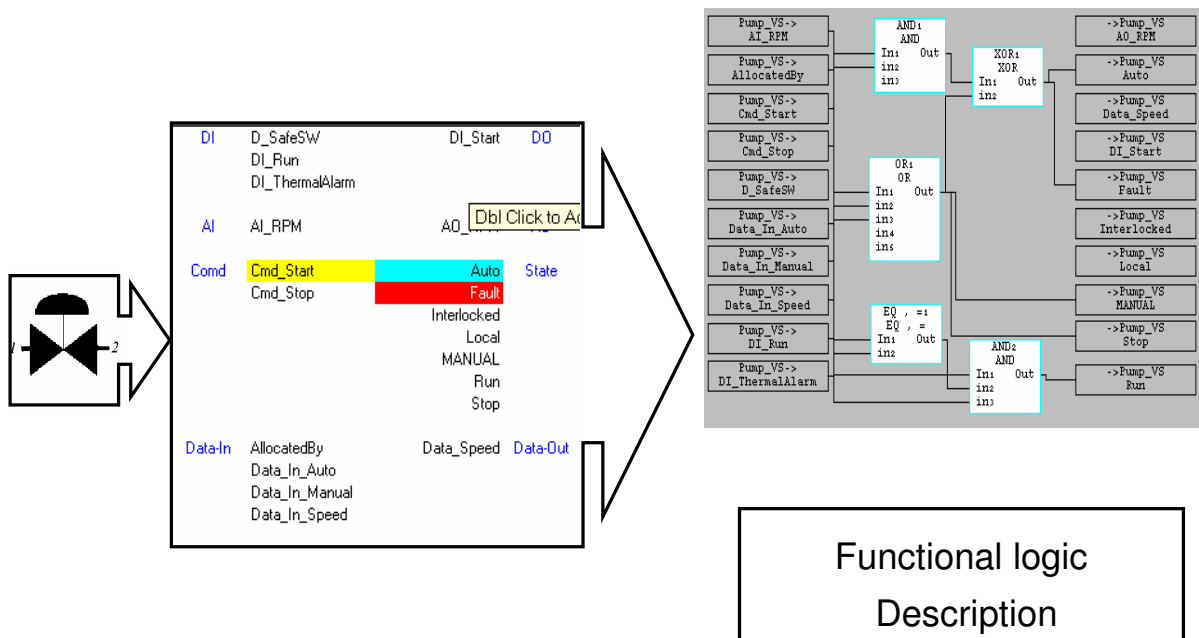 1
2
DI D_SafeSW DI_Start DO
DI_Run
DI_ThermalAlarm
Dbl Click to
AI AI_RPM
Comd Cmd_Start Auto State
Cmd_Stop Fault
Interlocked
Local
MANUAL
Run
Stop
Data-In AllocatedBy Data_Speed Data-Out
Data_In_Auto
Data_In_Manual
Data_In_Speed
Pump_VS->
AI_RPM
Pump_VS->
AllocatedBy
Pump_VS->
Cmd_Start
Pump_VS->
Cmd_Stop
Pump_VS->
D_SafeSW
Pump_VS->
Data_In_Auto
Pump_VS->
Data_In_Manual
Pump_VS->
Data_In_Speed
Pump_VS->
DI_Run
Pump_VS->
DI_ThermalAlarm
AND1
AND
In1 Out
in2
in3
XOR1
XOR
In1 Out
in2
OR1
OR
In1 Out
in2
in3
in4
in5
EQ , =1
EQ , =
In1 Out
in2
AND2
AND
In1 Out
in2
in3
->Pump_VS
AO_RPM
->Pump_VS
Auto
->Pump_VS
Data_Speed
->Pump_VS
DI_Start
->Pump_VS
Fault
->Pump_VS
Interlocked
->Pump_VS
Local
->Pump_VS
MANUAL
->Pump_VS
Stop
->Pump_VS
Run
Functional logic
Description